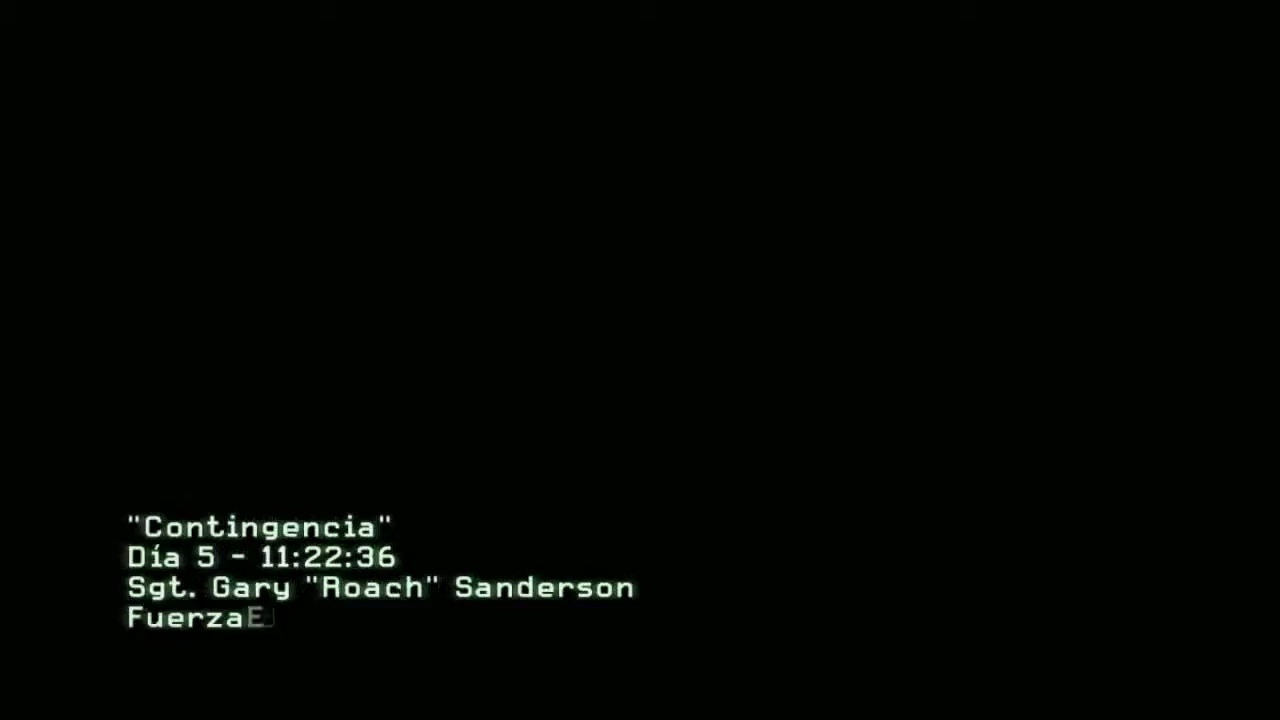 "Contingencia"
Día 5 - 11:22:36
Sgt. Gary "Roach" Sanderson
Fuerza